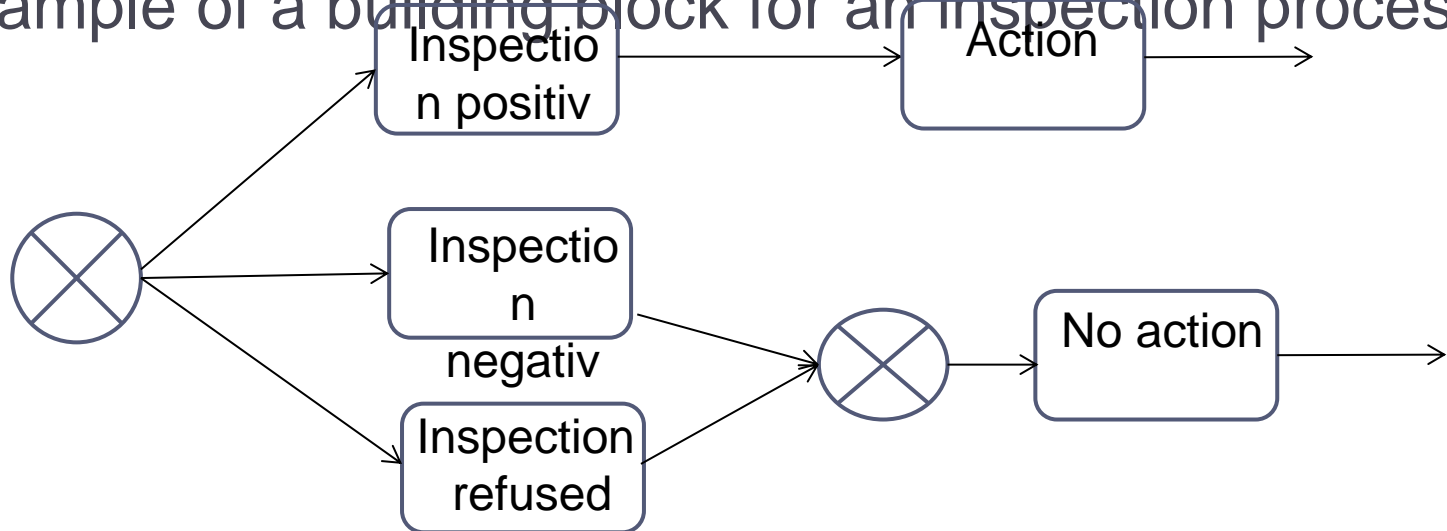 ample of a building block for an inspection proces
Inspectio
n positiv
Action
Inspectio
n
negativ
No action
Inspection
refused